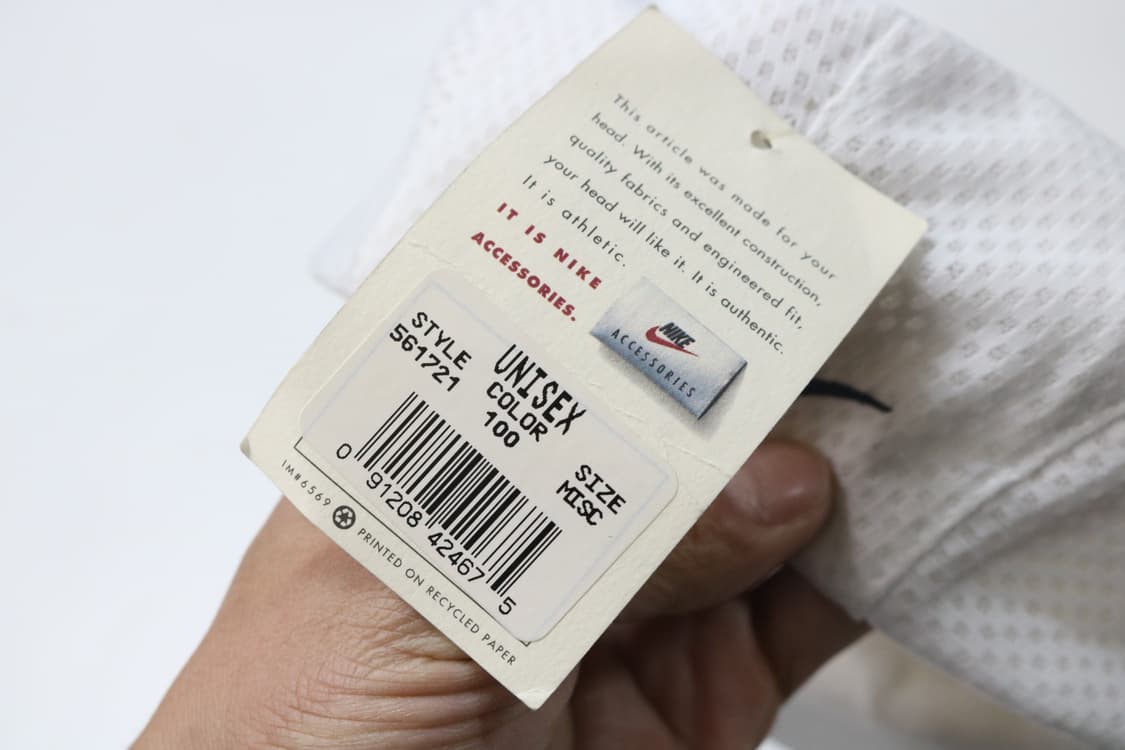 This article was made for your
head. With its excellent construction,
quality fabrics and engineered fit,
your head will like it. It is authentic.
It is athletic.
IT IS NIKE
ACCESSORIES.
NIKE
ACCESSORIES
UNISEX
STYLE COLOR SIZE
561721 100 MISC
0 91208 42467 5
IM#6569 PRINTED ON RECYCLED PAPER